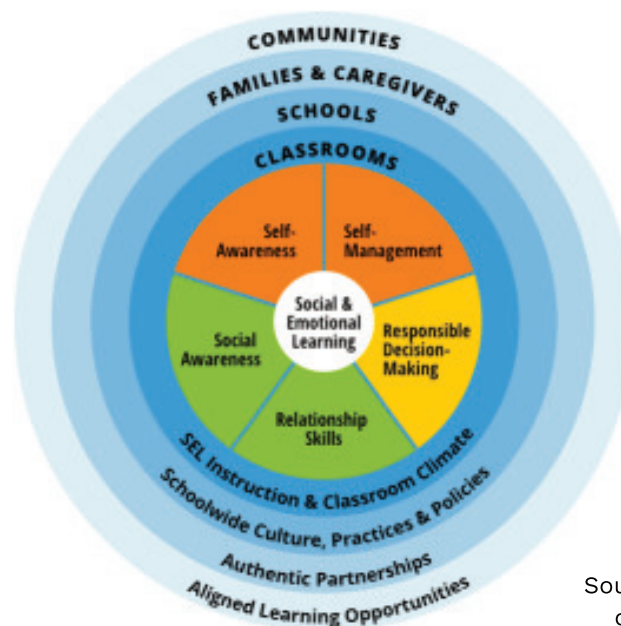 COMMUNITIES
FAMILIES & CAREGIVERS
SCHOOLS
CLASSROOMS
Self-
Awareness
Self-
Management
Social &
Emotional
Learning
Social
Awareness
Responsible
Decision-
Making
Relationship
Skills
SEL Instruction & Classroom Climate
Schoolwide Culture, Practices & Policies
Authentic Partnerships
Aligned Learning Opportunities
Sou